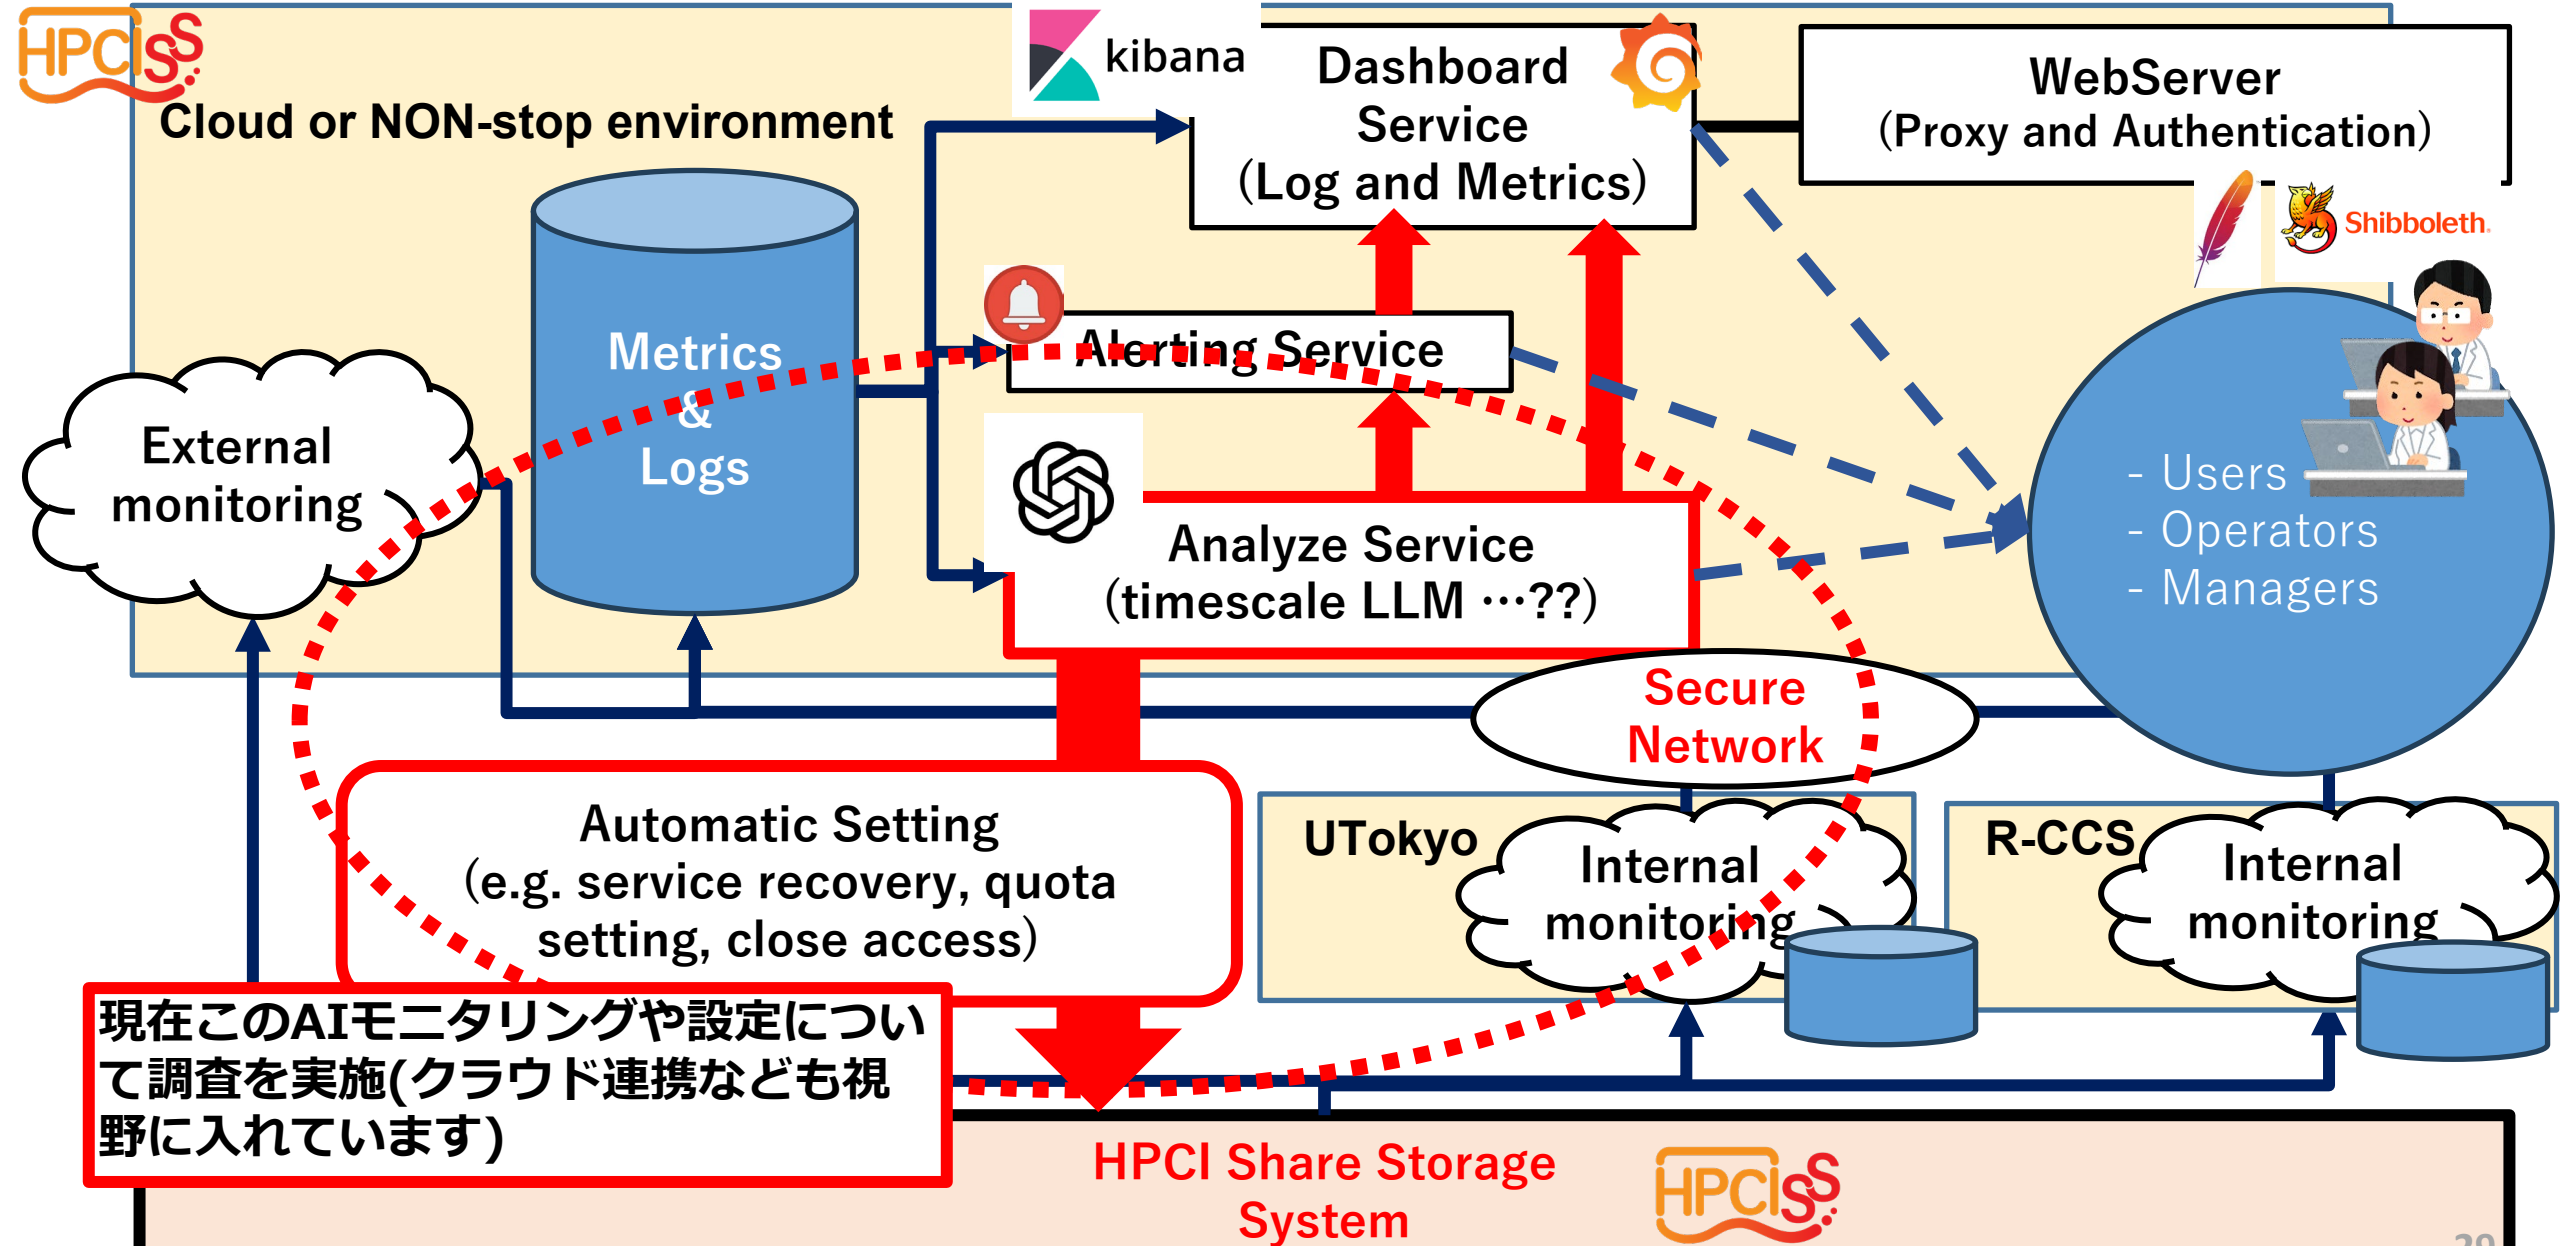 HPCI SS
Cloud or NON-stop environment
kibana
Dashboard
Service
(Log and Metrics)
WebServer
(Proxy and Authentication)
Shibboleth.
Metrics
&
Logs
Alerting Service
External
monitoring
Analyze Service
(timescale LLM …??)
- Users
- Operators
- Managers
Secure
Network
Automatic Setting
(e.g. service recovery, quota
setting, close access)
UTokyo
Internal
monitoring
R-CCS
Internal
monitoring
現在このAIモニタリングや設定につい
て調査を実施(クラウド連携なども視
野に入れています)
HPCI Share Storage
System
HPCI SS